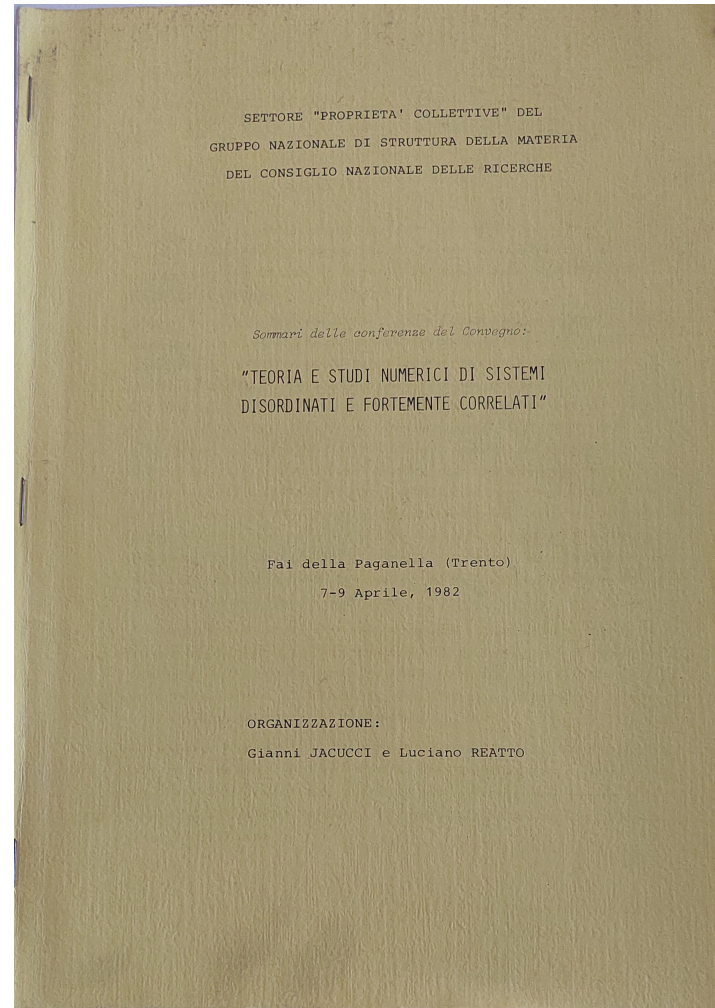 SETTORE "PROPRIETA' COLLETTIVE" DEL
GRUPPO NAZIONALE DI STRUTTURA DELLA MATERIA
DEL CONSIGLIO NAZIONALE DELLE RICERCHE
Sommari delle conferenze del Convegno:
"TEORIA E STUDI NUMERICI DI SISTEMI
DISORDINATI E FORTEMENTE CORRELATI"
Fai della Paganella (Trento)
7-9 Aprile, 1982
ORGANIZZAZIONE:
Gianni JACUCCI e Luciano REATTO